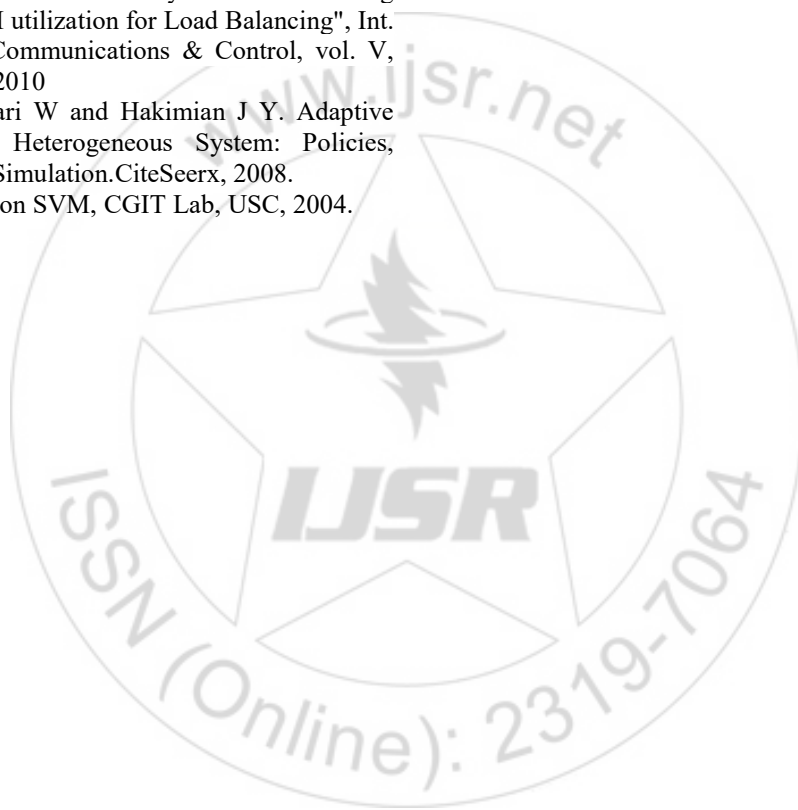 I utilization for Load Balancing", Int.
Communications & Control, vol. V,
2010
ari W and Hakimian J Y. Adaptive
Heterogeneous System: Policies,
Simulation.CiteSeerx, 2008.
on SVM, CGIT Lab, USC, 2004.
www.ijsr.net
IJSR
ISSN (Online): 2319-7064